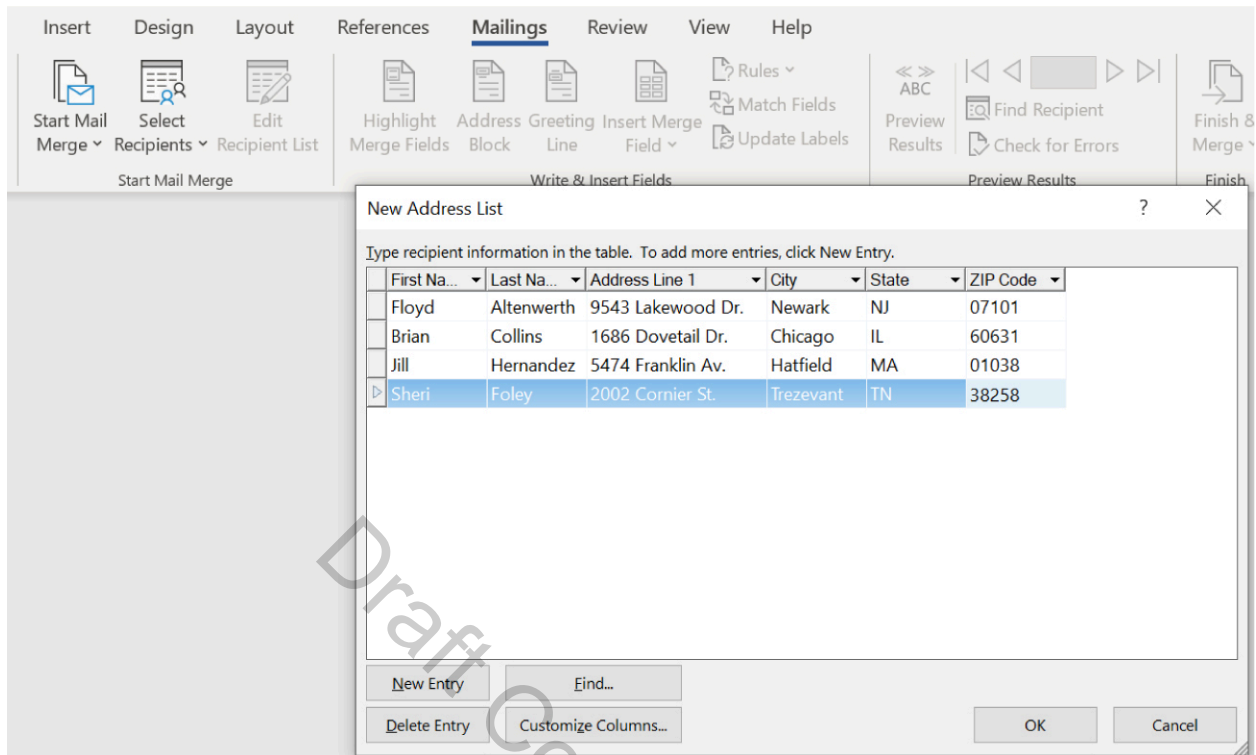 Insert Design Layout References Mailings Review View Help
Start Mail Merge
Select Recipients
Edit Recipient List
Start Mail Merge
Highlight Merge Fields
Address Block
Greeting Line
Insert Merge Field
Rules
Match Fields
Update Labels
Write & Insert Fields
ABC
Preview Results
Find Recipient
Check for Errors
Preview Results
Finish & Merge
Finish
New Address List ?
Type recipient information in the table. To add more entries, click New Entry.
First Na... Last Na... Address Line 1 City State ZIP Code
Floyd Altenwerth 9543 Lakewood Dr. Newark NJ 07101
Brian Collins 1686 Dovetail Dr. Chicago IL 60631
Jill Hernandez 5474 Franklin Av. Hatfield MA 01038
Sheri Foley 2002 Cornier St. Trezevant TN 38258
New Entry Find...
Delete Entry Customize Columns... OK Cancel
Draft Co